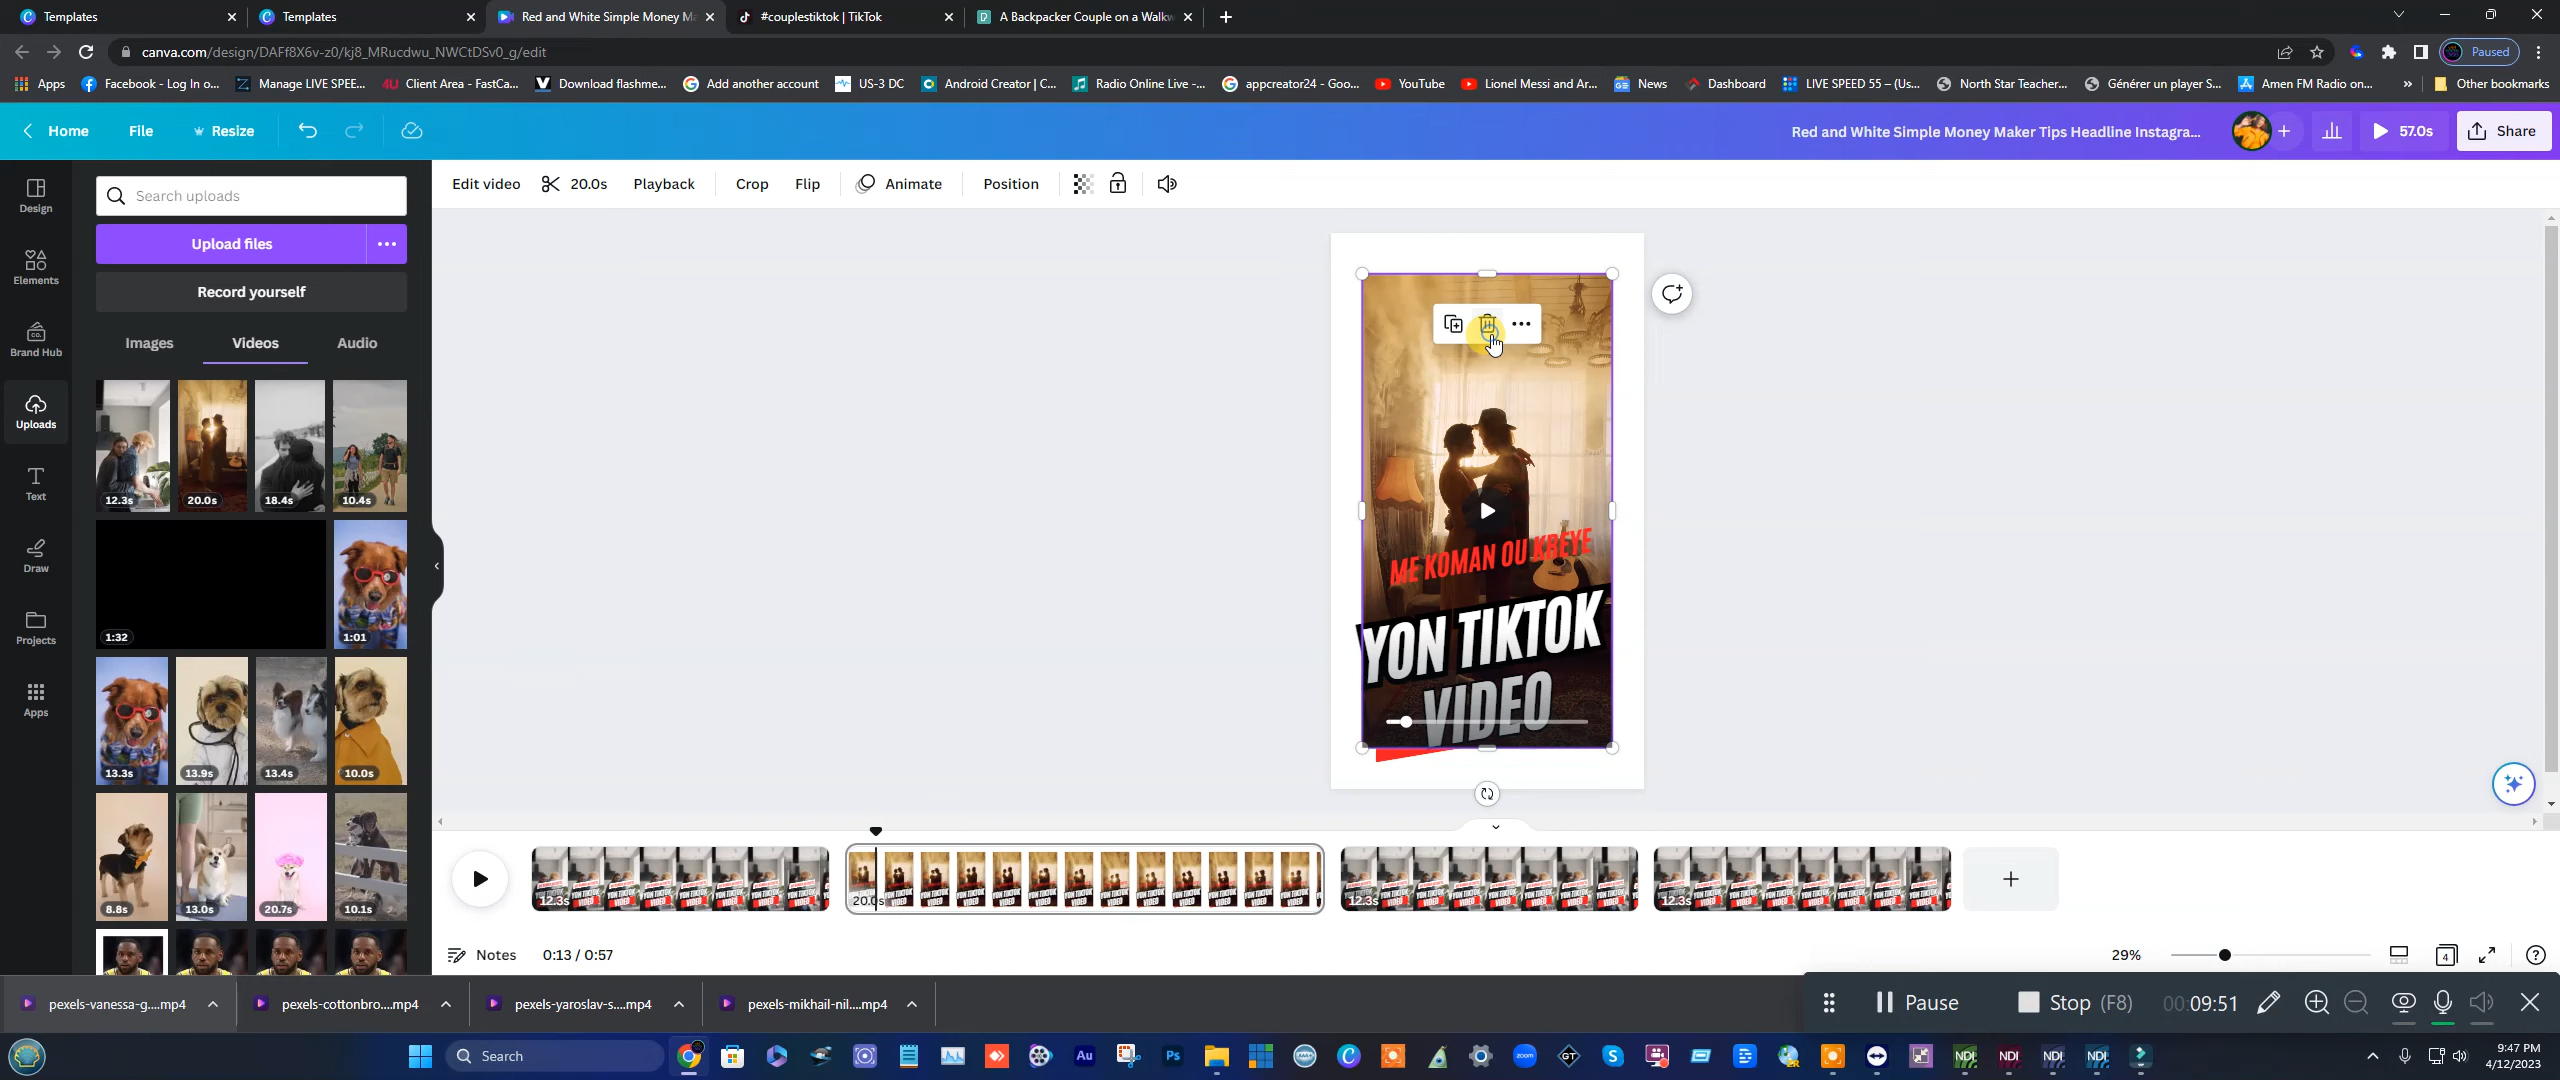 Templates
Templates
Red and White Simple Money Ma
#couplestiktok | TikTok
A Backpacker Couple on a Walkw
canva.com/design/DAFf8X6v-z0/kj8_MRucdwu_NWCtDSv0_g/edit
Paused
Apps
Facebook - Log In o...
Manage LIVE SPEE...
Client Area - FastCa...
Download flashme...
Add another account
US-3 DC
Android Creator | C...
Radio Online Live -...
appcreator24 - Goo...
YouTube
Lionel Messi and Ar...
News
Dashboard
LIVE SPEED 55 – (Us...
North Star Teacher...
Générer un player S...
Amen FM Radio on...
Other bookmarks
Home
File
Resize
Red and White Simple Money Maker Tips Headline Instagra...
57.0s
Share
Design
Elements
Brand Hub
Uploads
Text
Draw
Projects
Apps
Search uploads
Upload files
Record yourself
Images
Videos
Audio
12.3s
20.0s
18.4s
10.4s
1:32
1:01
13.3s
13.9s
13.4s
10.0s
8.8s
13.0s
20.7s
10.1s
Edit video
20.0s
Playback
Crop
Flip
Animate
Position
ME KOMAN OU KREYE
YON TIKTOK
VIDEO
12.3s
20.0s
12.3s
12.3s
Notes
0:13 / 0:57
29%
4
pexels-vanessa-g....mp4
pexels-cottonbro....mp4
pexels-yaroslav-s....mp4
pexels-mikhail-nil....mp4
Pause
Stop (F8)
00:09:51
Search
9:47 PM
4/12/2023